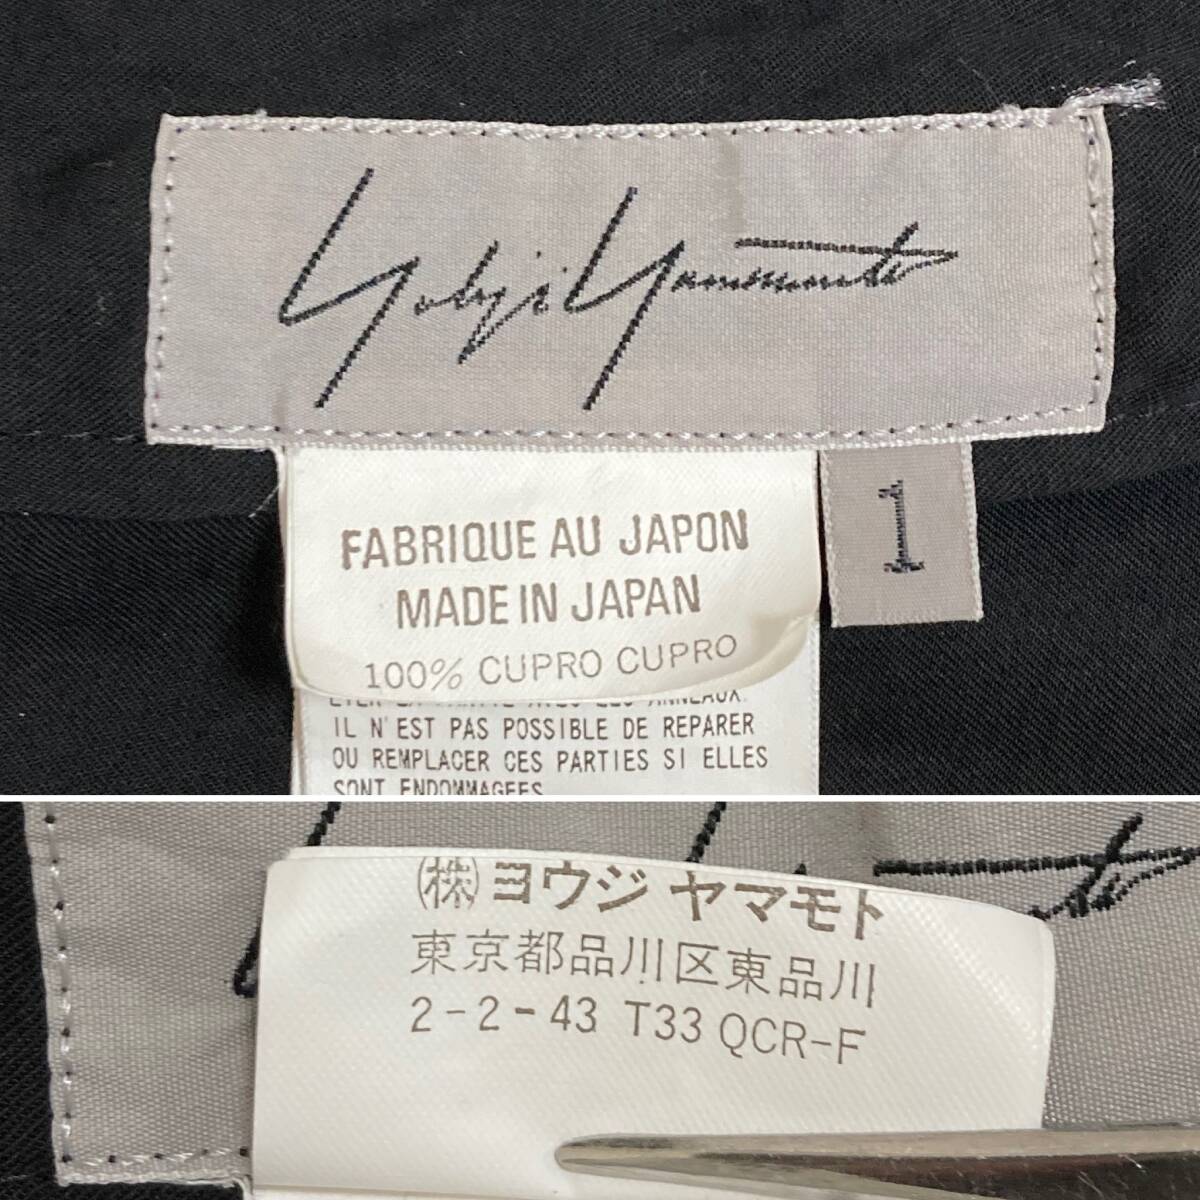 Yohji Yamamoto
FABRIQUE AU JAPON
MADE IN JAPAN
100% CUPRO CUPRO
1
IL N'EST PAS POSSIBLE DE REPARER
OU REMPLACER CES PARTIES SI ELLES
SONT ENDOMMAGEES
(株)ヨウジ ヤマモト
東京都品川区東品川
2-2-43 T33 QCR-F